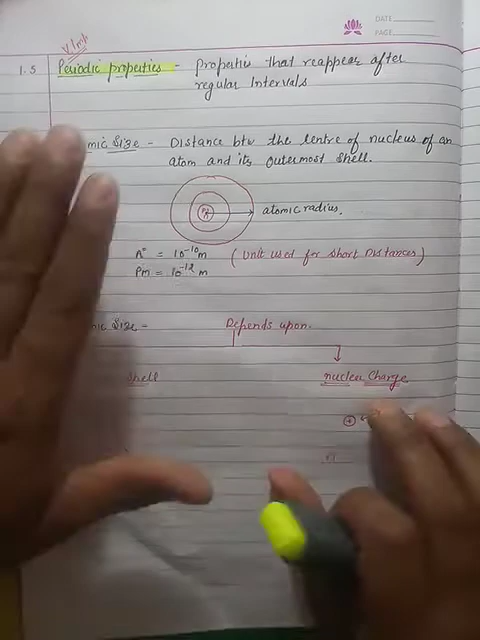 DATE
PAGE
V/Imp
1.5 Periodic properties - Properties that reappear after
regular Intervals
mic Size - Distance btw the centre of nucleus of an
atom and its outermost shell.
atomic radius.
A° = 10⁻¹⁰m (Unit used for Short Distances)
Pm = 10⁻¹² m
mic Size - Depends upon.
Shell nuclear Charge
+